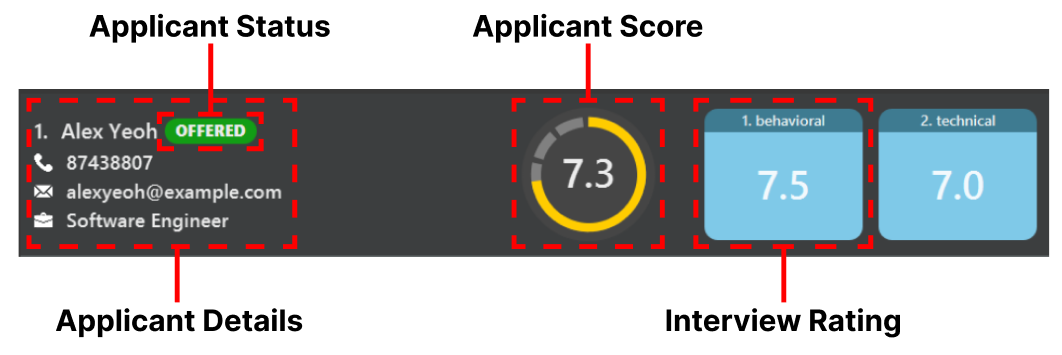 Applicant Status
Applicant Score
1. Alex Yeoh OFFERED
87438807
alexyeoh@example.com
Software Engineer
7.3
1. behavioral
7.5
2. technical
7.0
Applicant Details
Interview Rating